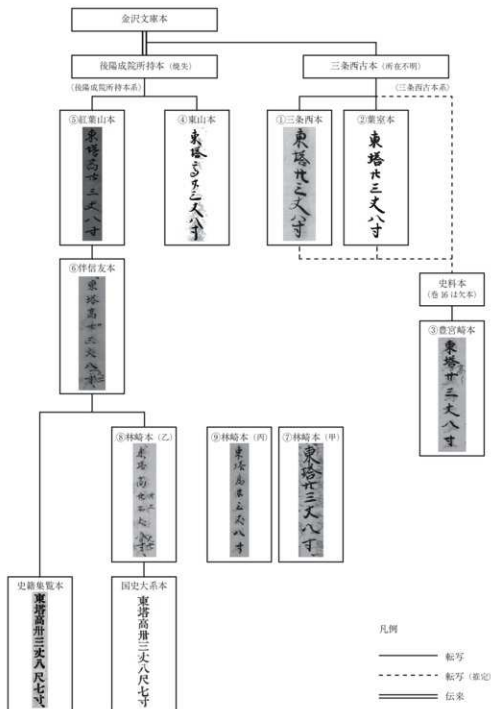 金沢文庫本
後陽成院所持本（焼失）
三条西古本（所在不明）
（後陽成院所持本系）
（三条西古本系）
⑤紅葉山本
東塔高廿三丈八寸
④東山本
東塔高廿三丈八寸
①三条西本
東塔廿三丈八寸
②葉室本
東塔廿三丈八寸
⑥伴信友本
史料本
（巻16は欠本）
③豊宮崎本
東塔廿三丈八寸
⑧林崎本（乙）
⑨林崎本（丙）
⑦林崎本（甲）
東塔廿三丈八寸
史籍集覧本
東塔高卅三丈八尺七寸
国史大系本
東塔高卅三丈八尺七寸
凡例
転写
転写（推定）
伝来